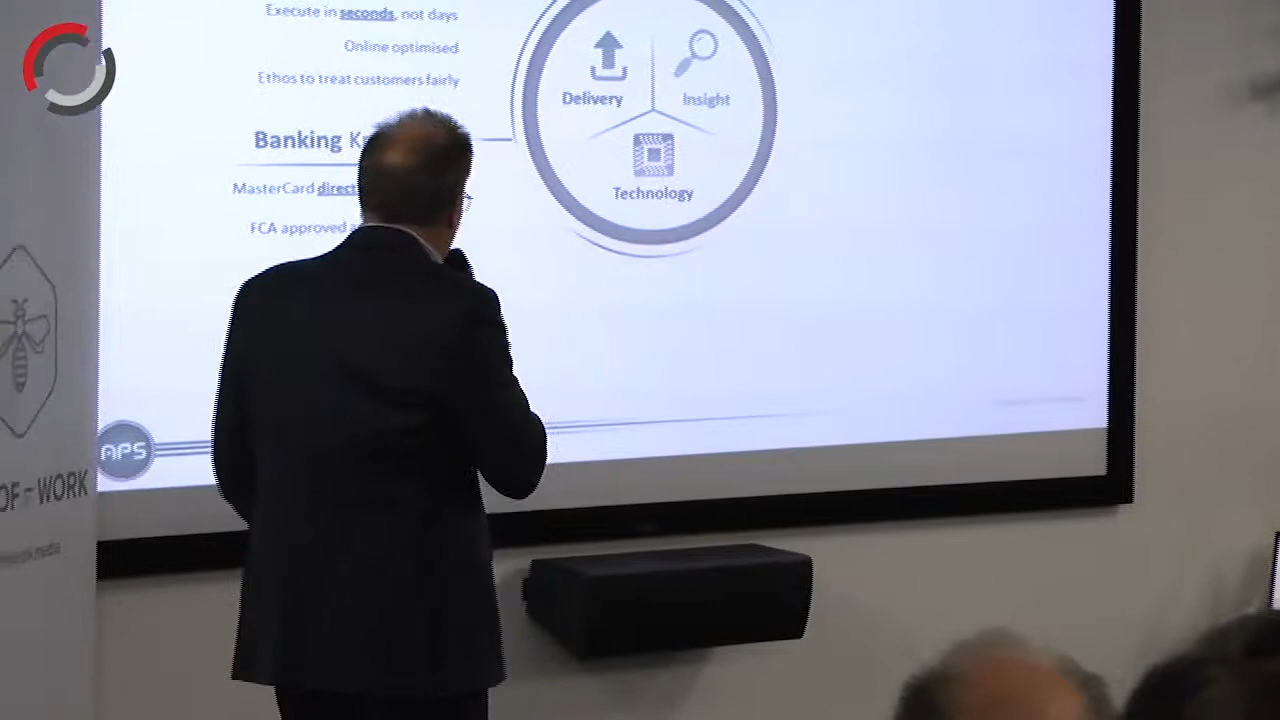 Execute in seconds, not days
Online optimised
Ethos to treat customers fairly
Delivery
Insight
Banking
Technology
MasterCard direct
FCA approved
APS
OF WORK